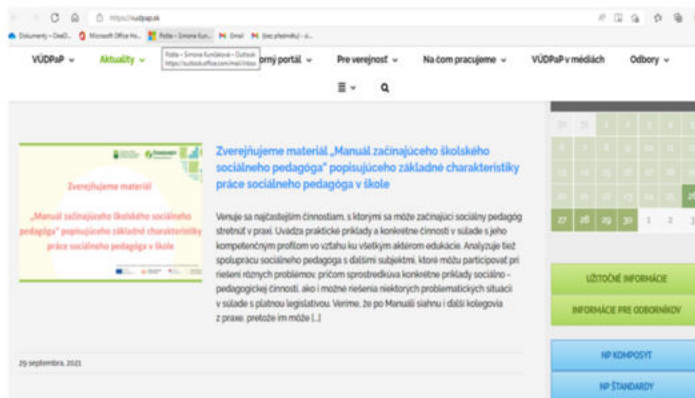 https://vudpap.sk
Dokumenty – OneD...
Microsoft Office Ho...
Pošta – Simona Kun...
Gmail
(bez predmetu) - si...
VÚDPaP
Aktuality
Pošta – Simona Kunšáková – Outlook
https://outlook.office.com/mail/inbox
orný portál
Pre verejnosť
Na čom pracujeme
VÚDPaP v médiách
Odbory
Zverejňujeme materiál
„Manuál začínajúceho školského sociálneho
pedagóga" popisujúceho základné charakteristiky
práce sociálneho pedagóga v škole
Zverejňujeme materiál „Manuál začínajúceho školského
sociálneho pedagóga" popisujúceho základné charakteristiky
práce sociálneho pedagóga v škole
Venuje sa najčastejším činnostiam, s ktorými sa môže začínajúci sociálny pedagóg
stretnúť v praxi. Uvádza praktické príklady a konkrétne činnosti v súlade s jeho
kompetenčným profilom vo vzťahu ku všetkým aktérom edukácie. Analyzuje tiež
spoluprácu sociálneho pedagóga s ďalšími subjektmi, ktoré môžu participovať pri
riešení rôznych problémov, pričom sprostredkúva konkrétne príklady sociálno –
pedagogickej činnosti, ako i možné riešenia niektorých problematických situácií
v súlade s platnou legislatívou. Veríme, že po Manuáli siahnu i ďalší kolegovia
z praxe, pretože im môže [...]
29 septembra, 2021
26
27 28 29 30 1 2 3
UŽITOČNÉ INFORMÁCIE
INFORMÁCIE PRE ODBORNÍKOV
NP KOMPOSYT
NP ŠTANDARDY